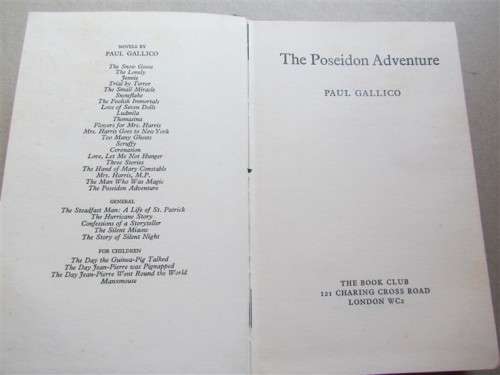 NOVELS BY
PAUL GALLICO
The Snow Goose
The Lonely
Jennie
Trial by Terror
The Small Miracle
Snowflake
The Foolish Immortals
Love of Seven Dolls
Ludmila
Thomasina
Flowers for Mrs. Harris
Mrs. Harris Goes to New York
Too Many Ghosts
Scruffy
Coronation
Love, Let Me Not Hunger
Three Stories
The Hand of Mary Constable
Mrs. Harris, M.P.
The Man Who Was Magic
The Poseidon Adventure
GENERAL
The Steadfast Man: A Life of St. Patrick
The Hurricane Story
Confessions of a Storyteller
The Silent Miaow
The Story of Silent Night
FOR CHILDREN
The Day the Guinea-Pig Talked
The Day Jean-Pierre was Pignapped
The Day Jean-Pierre Went Round the World
Manxmouse
The Poseidon Adventure
PAUL GALLICO
THE BOOK CLUB
121 CHARING CROSS ROAD
LONDON WC2